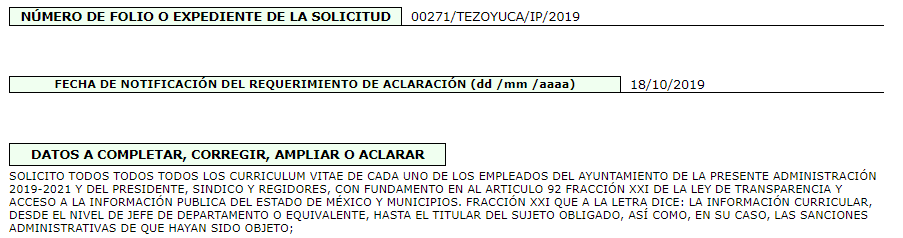 NÚMERO DE FOLIO O EXPEDIENTE DE LA SOLICITUD 00271/TEZOYUCA/IP/2019
FECHA DE NOTIFICACIÓN DEL REQUERIMIENTO DE ACLARACIÓN (dd /mm /aaaa) 18/10/2019
DATOS A COMPLETAR, CORREGIR, AMPLIAR O ACLARAR
SOLICITO TODOS TODOS TODOS LOS CURRICULUM VITAE DE CADA UNO DE LOS EMPLEADOS DEL AYUNTAMIENTO DE LA PRESENTE ADMINISTRACIÓN
2019-2021 Y DEL PRESIDENTE, SINDICO Y REGIDORES, CON FUNDAMENTO EN AL ARTICULO 92 FRACCIÓN XXI DE LA LEY DE TRANSPARENCIA Y
ACCESO A LA INFORMACIÓN PUBLICA DEL ESTADO DE MÉXICO Y MUNICIPIOS. FRACCIÓN XXI QUE A LA LETRA DICE: LA INFORMACIÓN CURRICULAR,
DESDE EL NIVEL DE JEFE DE DEPARTAMENTO O EQUIVALENTE, HASTA EL TITULAR DEL SUJETO OBLIGADO, ASÍ COMO, EN SU CASO, LAS SANCIONES
ADMINISTRATIVAS DE QUE HAYAN SIDO OBJETO;